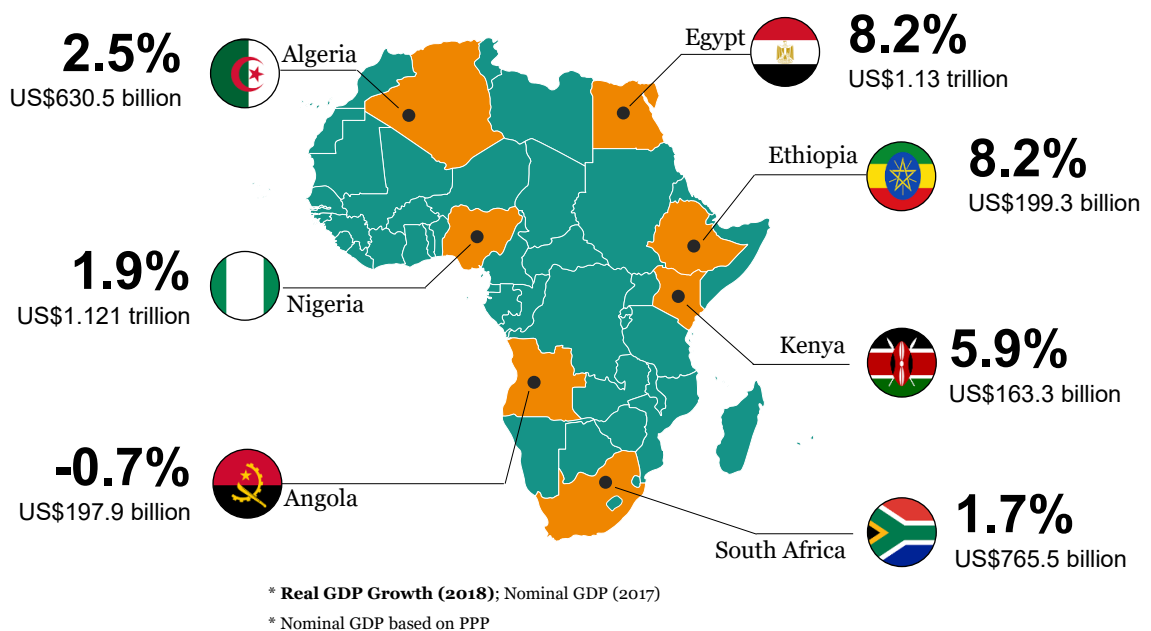 2.5%
US$630.5 billion
Algeria
Egypt
8.2%
US$1.13 trillion
Ethiopia
8.2%
US$199.3 billion
1.9%
US$1.121 trillion
Nigeria
Kenya
5.9%
US$163.3 billion
-0.7%
US$197.9 billion
Angola
South Africa
1.7%
US$765.5 billion
* Real GDP Growth (2018); Nominal GDP (2017)
* Nominal GDP based on PPP